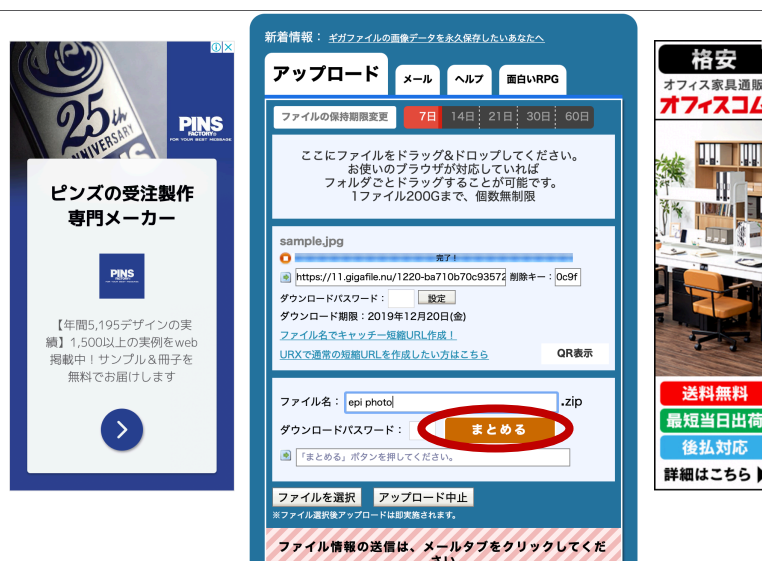 新着情報： ギガファイルの画像データを永久保存したいあなたへ
アップロード
メール
ヘルプ
面白いRPG
ファイルの保持期限変更
7日 14日 21日 30日 60日
ここにファイルをドラッグ&ドロップしてください。
お使いのブラウザが対応していれば
フォルダごとドラッグすることが可能です。
1ファイル200Gまで、個数無制限
sample.jpg
完了！
https://11.gigafile.nu/1220-ba710b70c93572 削除キー：0c9f
ダウンロードパスワード： 設定
ダウンロード期限：2019年12月20日(金)
ファイル名でキャッチー短縮URL作成！
URXで通常の短縮URLを作成したい方はこちら
QR表示
ファイル名： epi photo .zip
ダウンロードパスワード： まとめる
「まとめる」ボタンを押してください。
ファイルを選択 アップロード中止
※ファイル選択後アップロードは即実施されます。
ファイル情報の送信は、メールタブをクリックしてくだ
さい
25th
ANNIVERSARY
PINS
FACTORY
FOR YOUR BEST MESSAGE
ピンズの受注製作
専門メーカー
PINS
【年間5,195デザインの実
績】1,500以上の実例をweb
掲載中！サンプル＆冊子を
無料でお届けします
格安
オフィス家具通販
オフィスコム
送料無料
最短当日出荷
後払対応
詳細はこちら